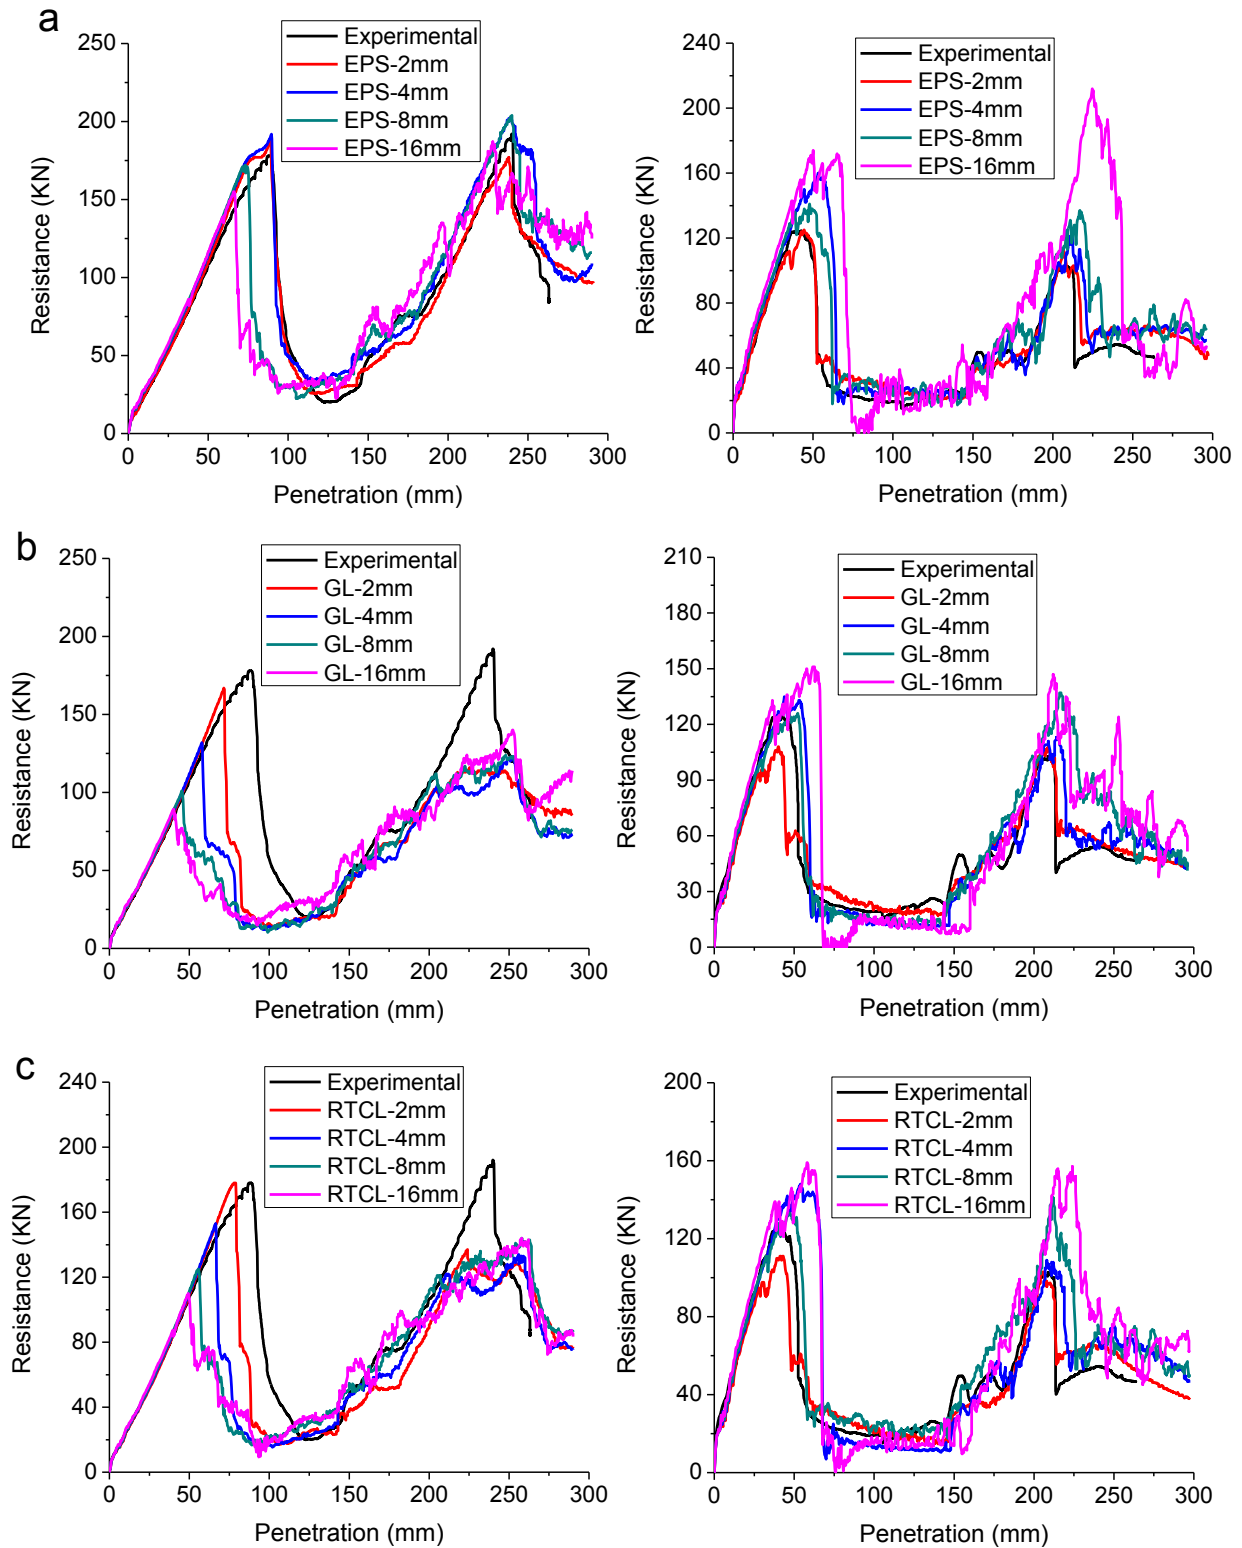 a
250
200
150
100
50
0
Resistance (KN)
Experimental
EPS-2mm
EPS-4mm
EPS-8mm
EPS-16mm
0 50 100 150 200 250 300
Penetration (mm)
240
200
160
120
80
40
0
Resistance (KN)
Experimental
EPS-2mm
EPS-4mm
EPS-8mm
EPS-16mm
0 50 100 150 200 250 300
Penetration (mm)
b
250
200
150
100
50
0
Resistance (KN)
Experimental
GL-2mm
GL-4mm
GL-8mm
GL-16mm
0 50 100 150 200 250 300
Penetration (mm)
210
180
150
120
90
60
30
0
Resistance (KN)
Experimental
GL-2mm
GL-4mm
GL-8mm
GL-16mm
0 50 100 150 200 250 300
Penetration (mm)
c
240
200
160
120
80
40
0
Resistance (KN)
Experimental
RTCL-2mm
RTCL-4mm
RTCL-8mm
RTCL-16mm
0 50 100 150 200 250 300
Penetration (mm)
200
160
120
80
40
0
Resistance (KN)
Experimental
RTCL-2mm
RTCL-4mm
RTCL-8mm
RTCL-16mm
0 50 100 150 200 250 300
Penetration (mm)